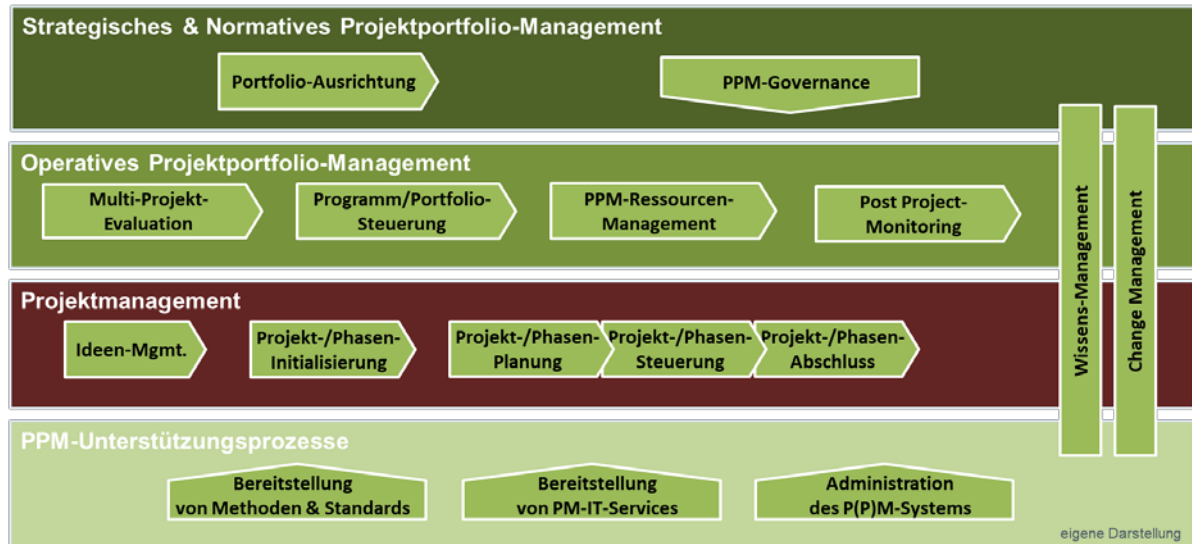 Strategisches & Normatives Projektportfolio-Management
Portfolio-Ausrichtung
PPM-Governance
Operatives Projektportfolio-Management
Multi-Projekt-
Evaluation
Programm/Portfolio-
Steuerung
PPM-Ressourcen-
Management
Post Project-
Monitoring
Projektmanagement
Ideen-Mgmt.
Projekt-/Phasen-
Initialisierung
Projekt-/Phasen-
Planung
Projekt-/Phasen-
Steuerung
Projekt-/Phasen-
Abschluss
Wissens-Management
Change Management
PPM-Unterstützungsprozesse
Bereitstellung
von Methoden & Standards
Bereitstellung
von PM-IT-Services
Administration
des P(P)M-Systems
eigene Darstellung